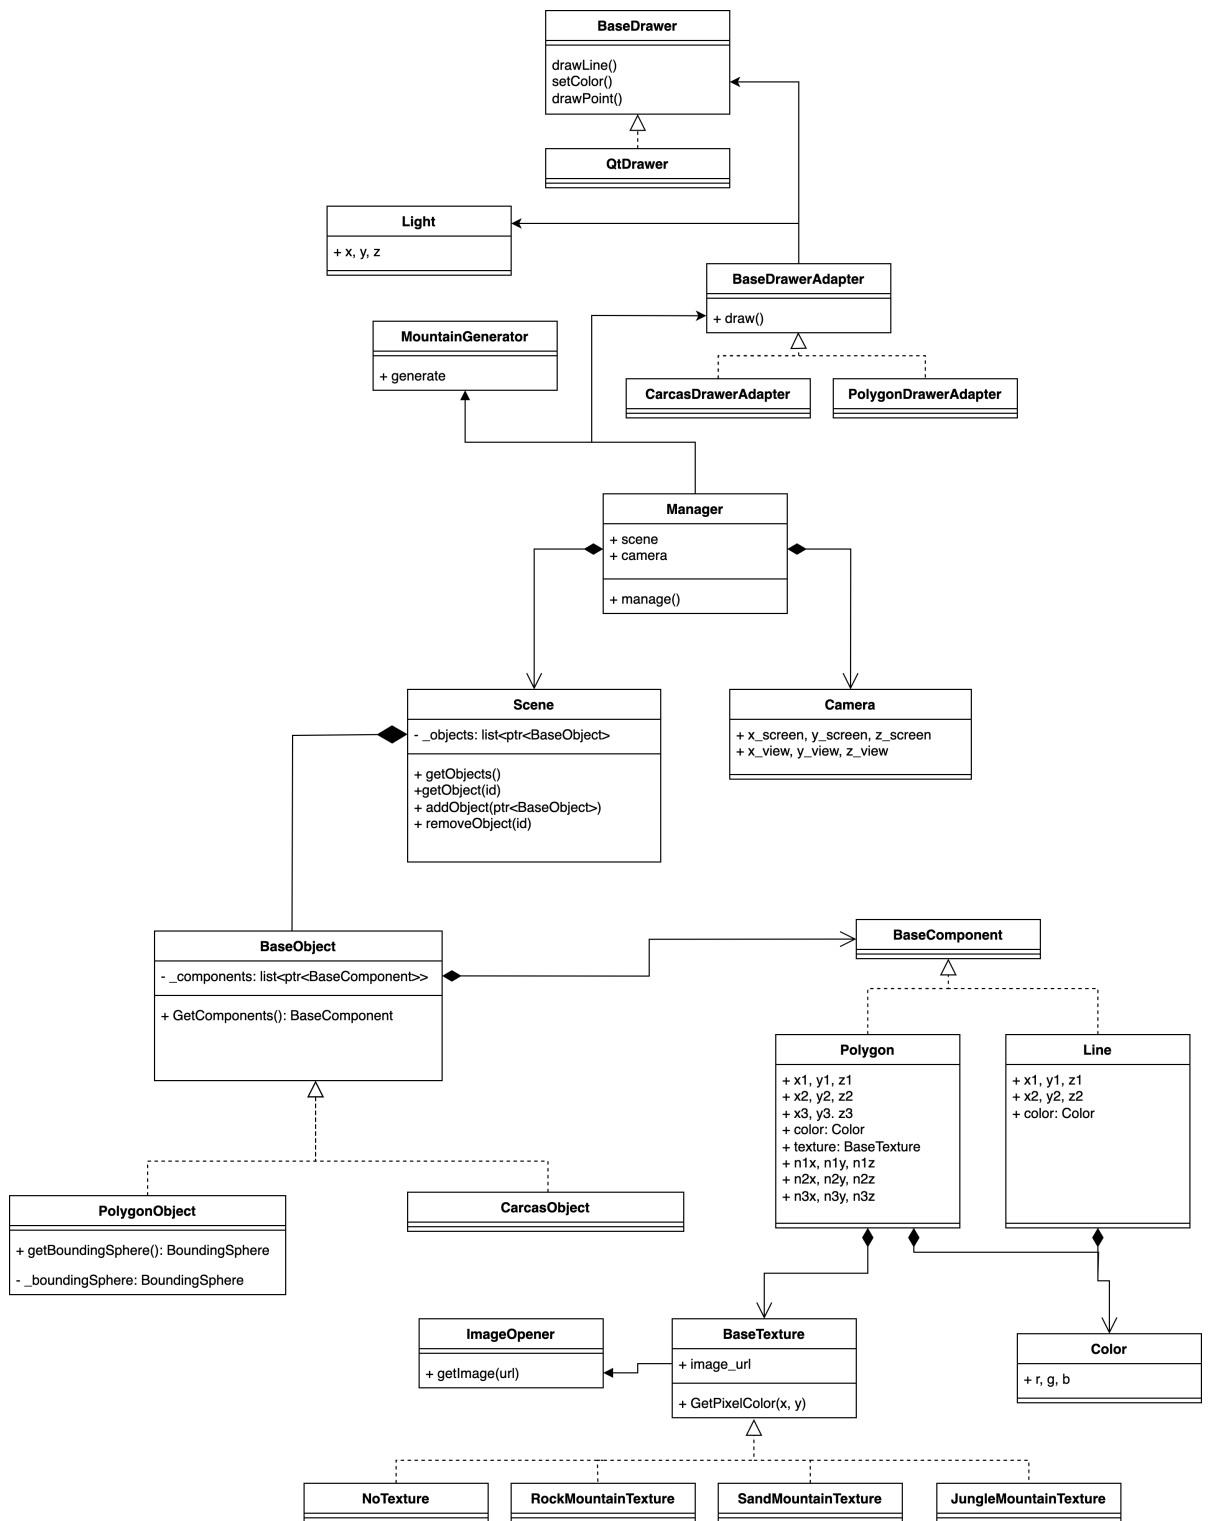 BaseDrawer
drawLine()
setColor()
drawPoint()
QtDrawer
Light
+ x, y, z
BaseDrawerAdapter
+ draw()
MountainGenerator
+ generate
CarcasDrawerAdapter
PolygonDrawerAdapter
Manager
+ scene
+ camera
+ manage()
Scene
- _objects: list<ptr<BaseObject>
+ getObjects()
+getObject(id)
+ addObject(ptr<BaseObject>)
+ removeObject(id)
Camera
+ x_screen, y_screen, z_screen
+ x_view, y_view, z_view
BaseObject
- _components: list<ptr<BaseComponent>>
+ GetComponents(): BaseComponent
BaseComponent
Polygon
+ x1, y1, z1
+ x2, y2, z2
+ x3, y3. z3
+ color: Color
+ texture: BaseTexture
+ n1x, n1y, n1z
+ n2x, n2y, n2z
+ n3x, n3y, n3z
Line
+ x1, y1, z1
+ x2, y2, z2
+ color: Color
PolygonObject
+ getBoundingSphere(): BoundingSphere
- _boundingSphere: BoundingSphere
CarcasObject
ImageOpener
+ getImage(url)
BaseTexture
+ image_url
+ GetPixelColor(x, y)
Color
+ r, g, b
NoTexture
RockMountainTexture
SandMountainTexture
JungleMountainTexture